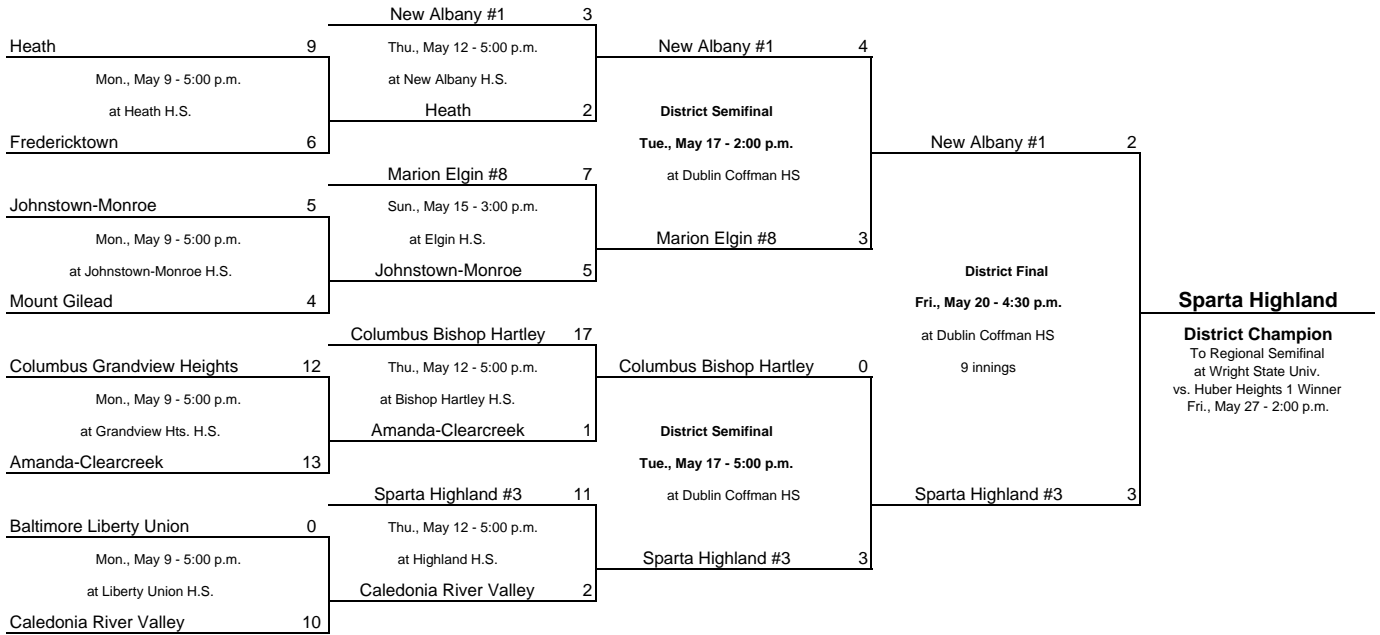 New Albany #1 3
Heath 9
Thu., May 12 - 5:00 p.m.
New Albany #1 4
Mon., May 9 - 5:00 p.m.
at New Albany H.S.
at Heath H.S.
Heath 2
District Semifinal
Fredericktown 6
Tue., May 17 - 2:00 p.m.
New Albany #1 2
Marion Elgin #8 7
at Dublin Coffman HS
Johnstown-Monroe 5
Sun., May 15 - 3:00 p.m.
Mon., May 9 - 5:00 p.m.
at Elgin H.S.
Marion Elgin #8 3
at Johnstown-Monroe H.S.
Johnstown-Monroe 5
District Final
Mount Gilead 4
Fri., May 20 - 4:30 p.m.
Sparta Highland
Columbus Bishop Hartley 17
at Dublin Coffman HS
District Champion
To Regional Semifinal
at Wright State Univ.
vs. Huber Heights 1 Winner
Fri., May 27 - 2:00 p.m.
Columbus Grandview Heights 12
Thu., May 12 - 5:00 p.m.
Columbus Bishop Hartley 0
9 innings
Mon., May 9 - 5:00 p.m.
at Bishop Hartley H.S.
at Grandview Hts. H.S.
Amanda-Clearcreek 1
District Semifinal
Amanda-Clearcreek 13
Tue., May 17 - 5:00 p.m.
Sparta Highland #3 11
at Dublin Coffman HS
Sparta Highland #3 3
Baltimore Liberty Union 0
Thu., May 12 - 5:00 p.m.
Mon., May 9 - 5:00 p.m.
at Highland H.S.
Sparta Highland #3 3
at Liberty Union H.S.
Caledonia River Valley 2
Caledonia River Valley 10